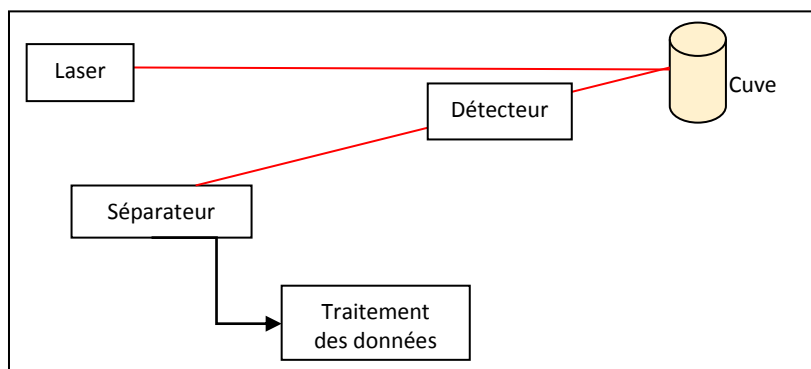 Laser
Cuve
Détecteur
Séparateur
Traitement
des données